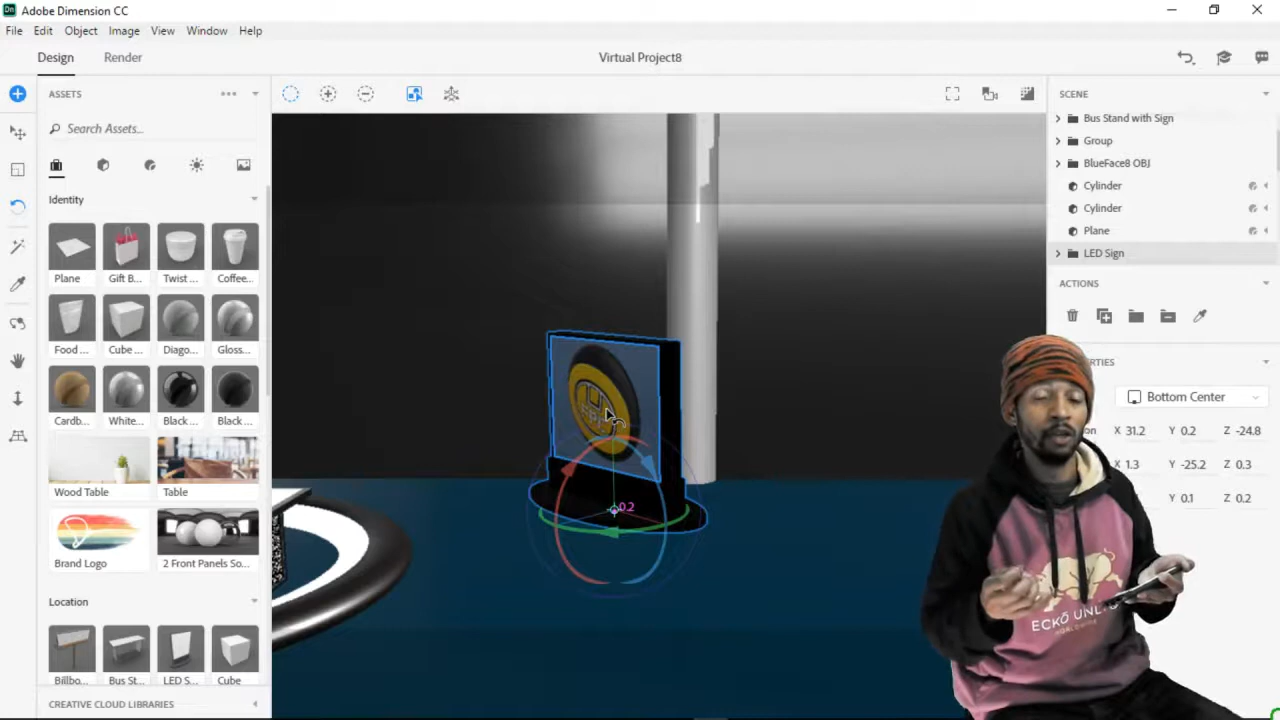 Dn Adobe Dimension CC
File Edit Object Image View Window Help
Design Render Virtual Project8
ASSETS
Search Assets...
Identity
Plane Gift B... Twist ... Coffee...
Food ... Cube ... Diago... Gloss...
Cardb... White... Black ... Black ...
Wood Table Table
Brand Logo 2 Front Panels So...
Location
Billbo... Bus St... LED S... Cube
CREATIVE CLOUD LIBRARIES
0.2
SCENE
Bus Stand with Sign
Group
BlueFace8 OBJ
Cylinder
Cylinder
Plane
LED Sign
ACTIONS
Bottom Center
X 31.2 Y 0.2 Z -24.8
X 1.3 Y -25.2 Z 0.3
Y 0.1 Z 0.2
ECKŌ UNL
WORLDWIDE